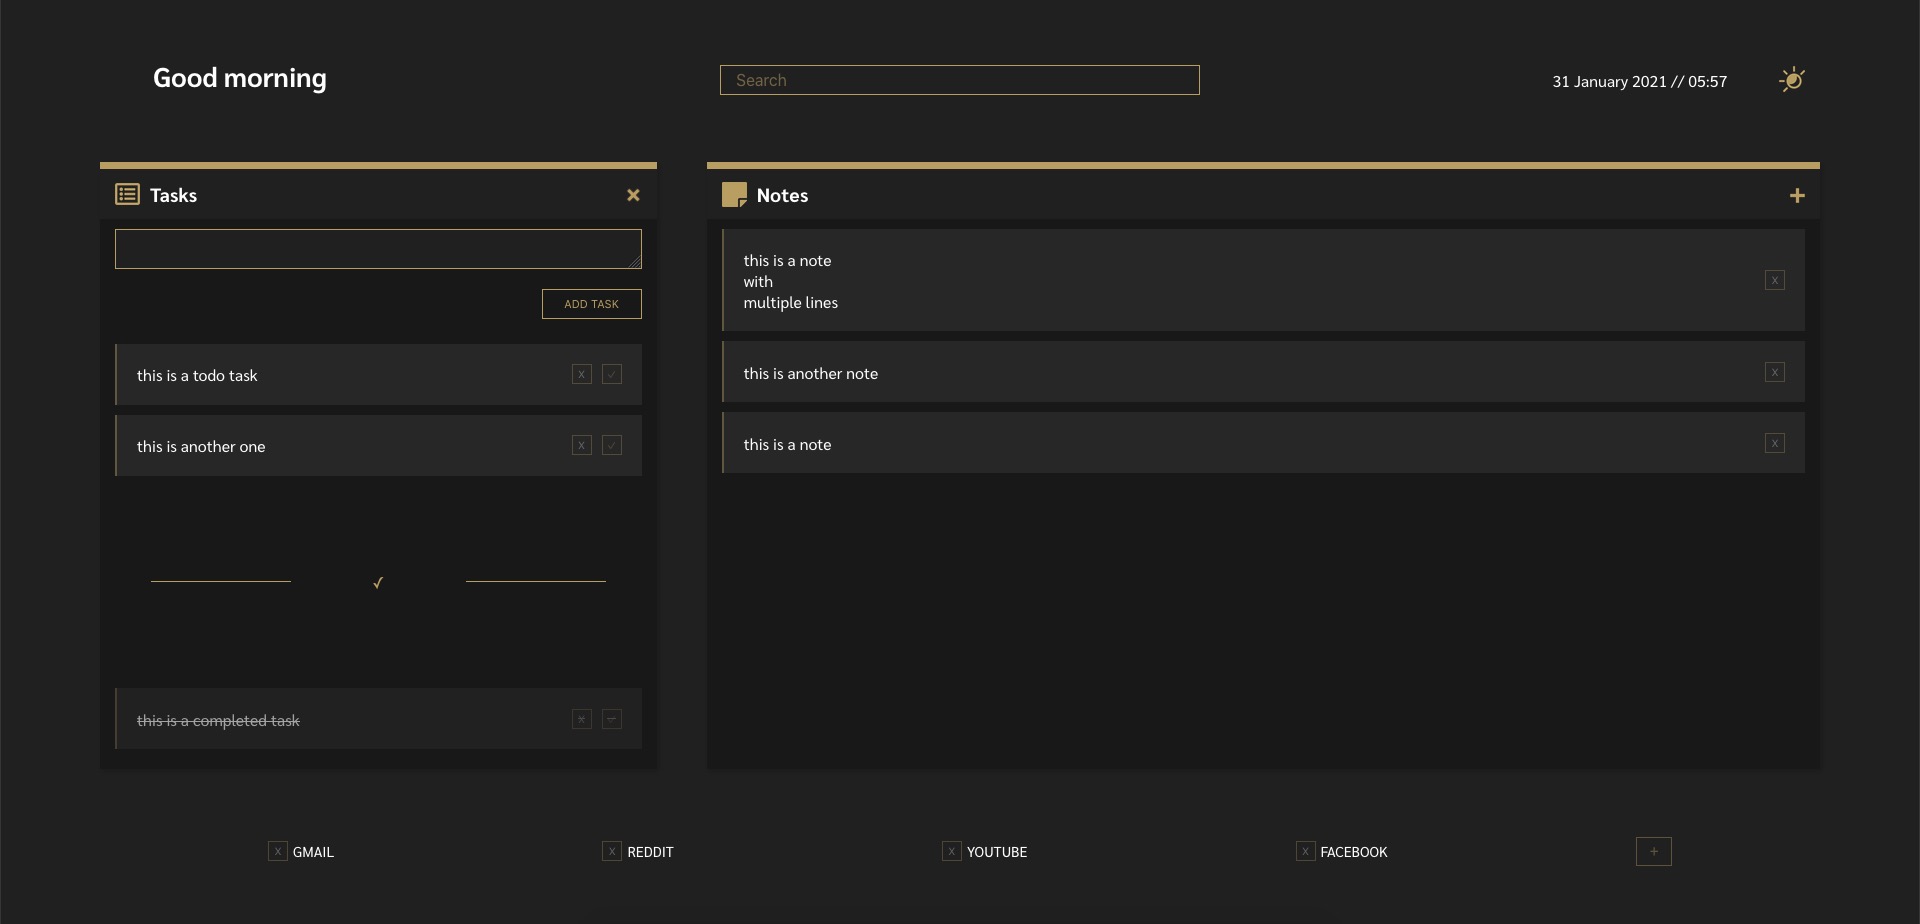 Good morning
Search
31 January 2021 // 05:57
Tasks
ADD TASK
this is a todo task
x
✓
this is another one
x
✓
✓
this is a completed task
x
✓
Notes
this is a note
with
multiple lines
x
this is another note
x
this is a note
x
x GMAIL
x REDDIT
x YOUTUBE
x FACEBOOK
+